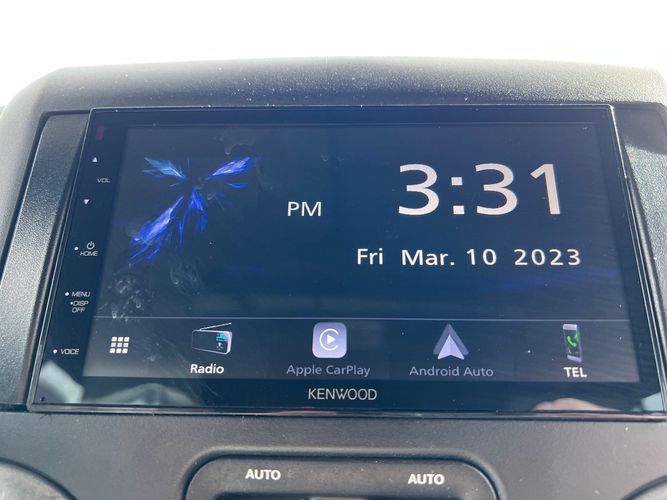 VOL
PM 3:31
Fri Mar. 10 2023
HOME
MENU
•DISP
OFF
VOICE
Radio
Apple CarPlay
Android Auto
TEL
KENWOOD
AUTO
AUTO